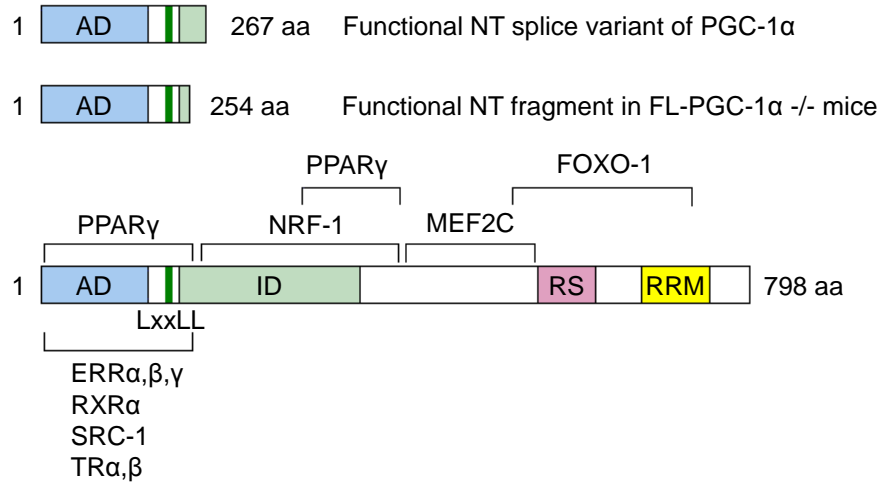 1 AD 267 aa Functional NT splice variant of PGC-1α
1 AD 254 aa Functional NT fragment in FL-PGC-1α -/- mice
PPARγ FOXO-1
PPARγ NRF-1 MEF2C
1 AD ID RS RRM 798 aa
LxxLL
ERRα,β,γ
RXRα
SRC-1
TRα,β